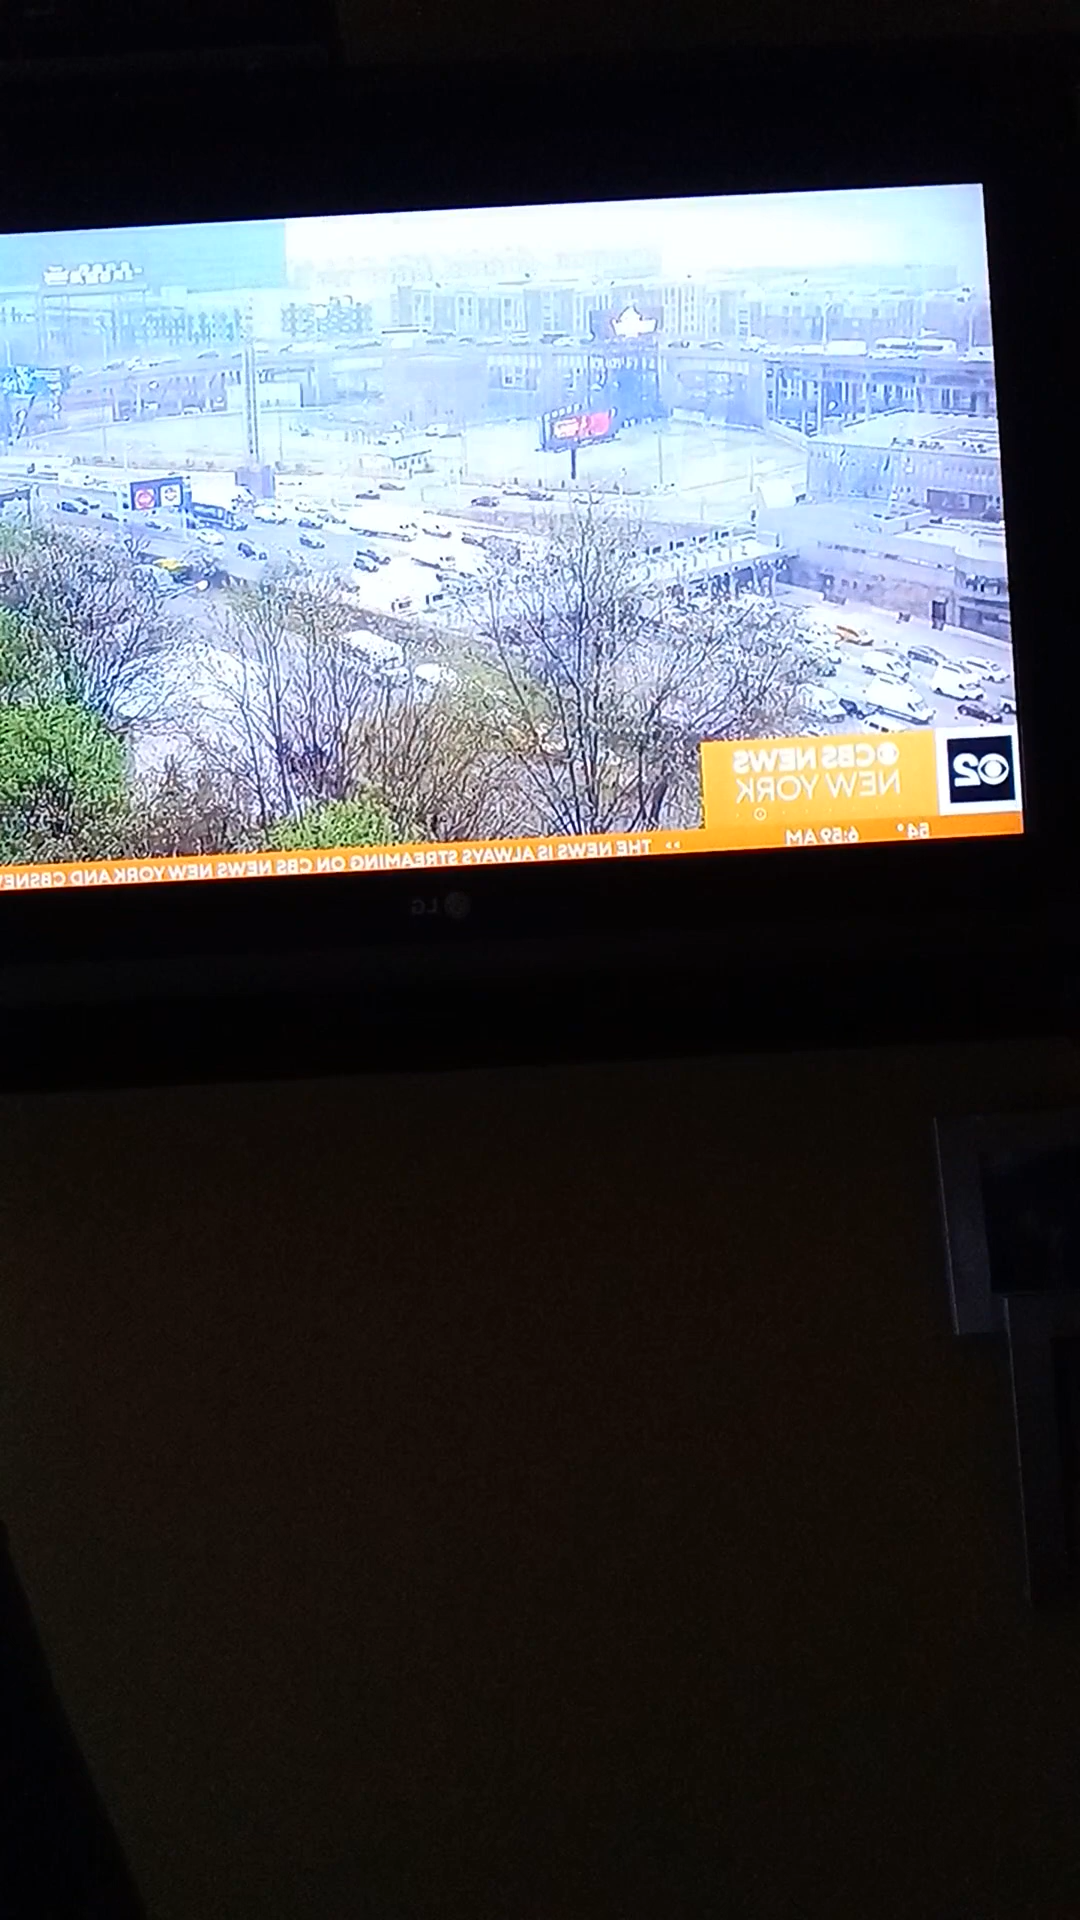 CBS NEWS
NEW YORK
2
54° 6:59 AM
THE NEWS IS ALWAYS STREAMING ON CBS NEWS NEW YORK AND CBSNEW
LG